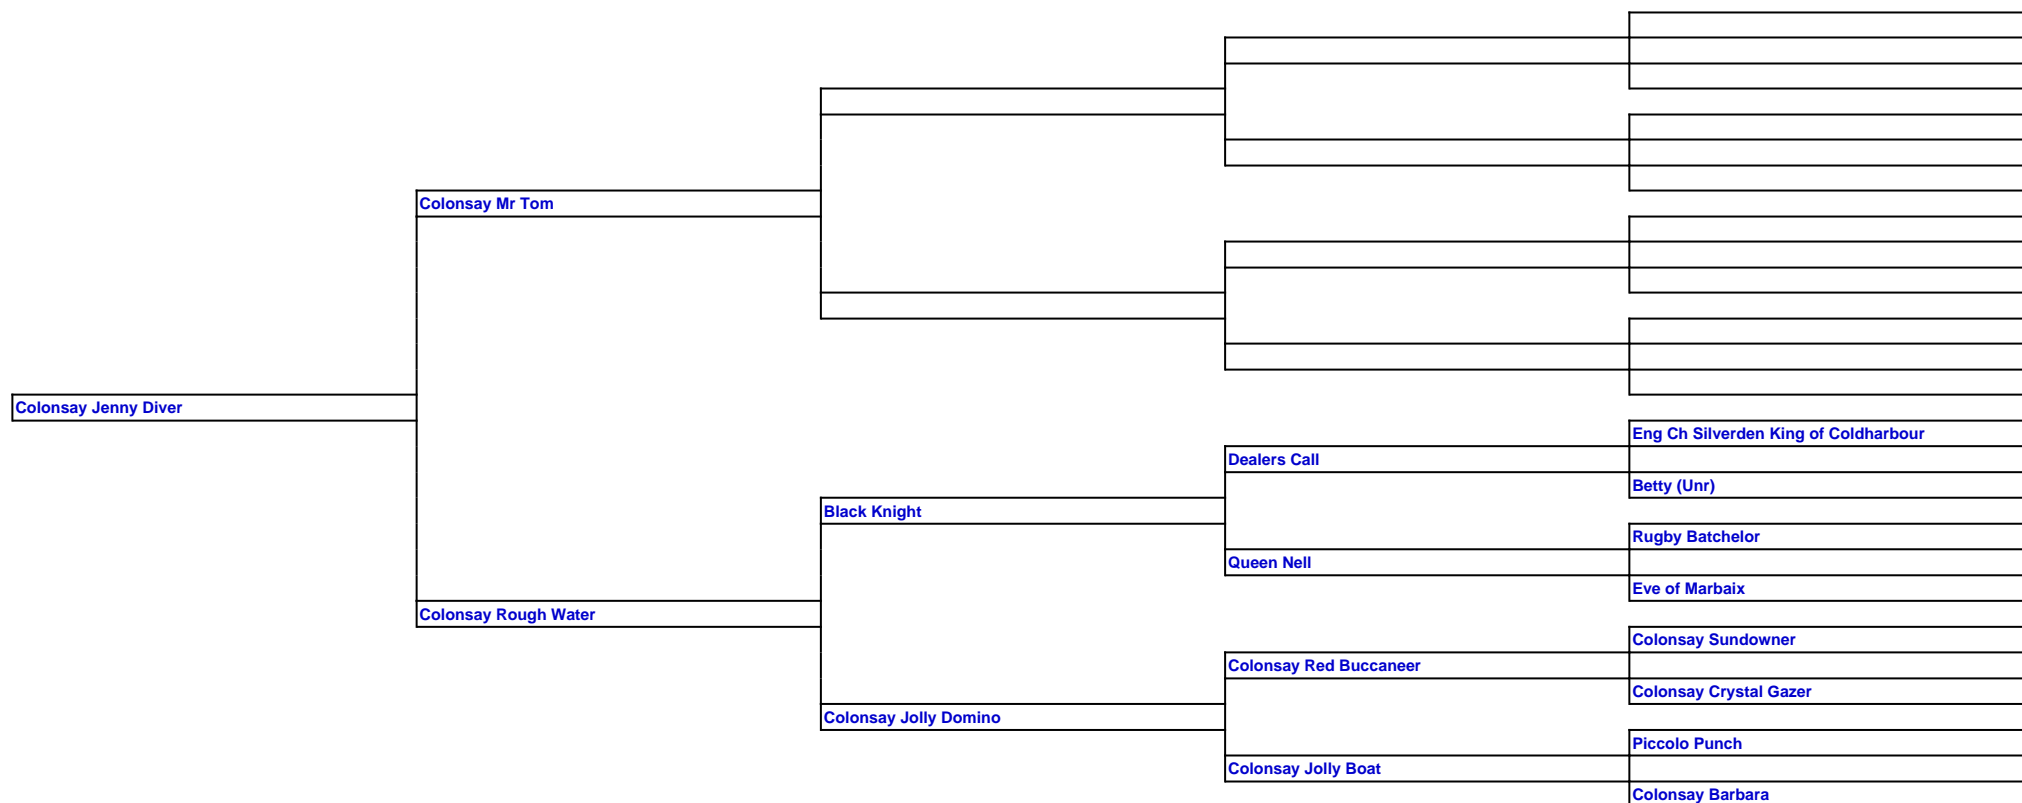 Colonsay Mr Tom
Colonsay Jenny Diver
Eng Ch Silverden King of Coldharbour
Dealers Call
Betty (Unr)
Black Knight
Rugby Batchelor
Queen Nell
Eve of Marbaix
Colonsay Rough Water
Colonsay Sundowner
Colonsay Red Buccaneer
Colonsay Crystal Gazer
Colonsay Jolly Domino
Piccolo Punch
Colonsay Jolly Boat
Colonsay Barbara